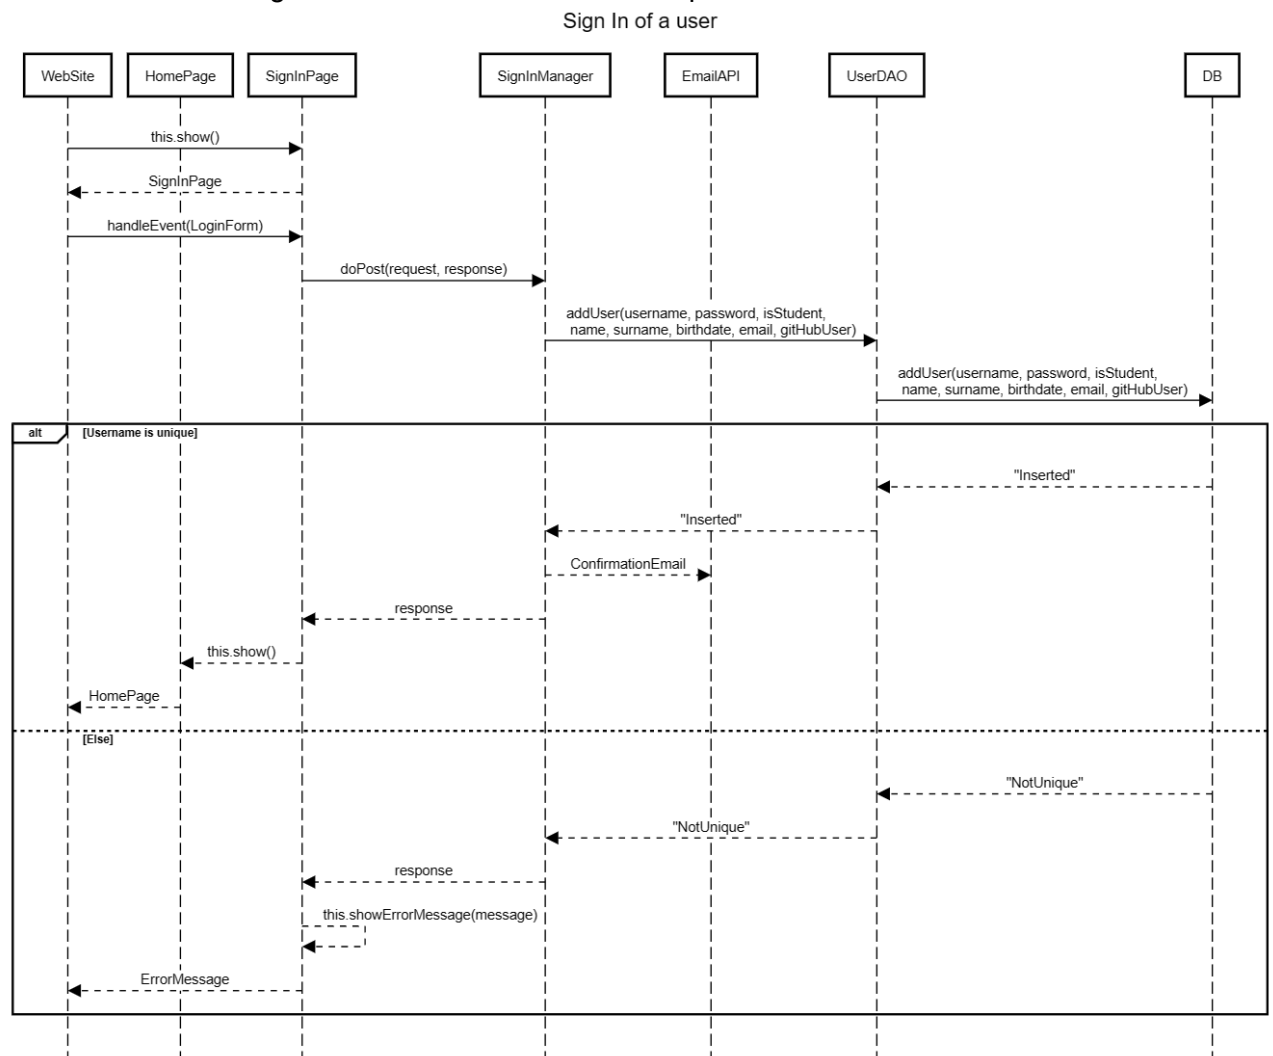 Sign In of a user
WebSite
HomePage
SignInPage
SignInManager
EmailAPI
UserDAO
DB
this.show()
SignInPage
handleEvent(LoginForm)
doPost(request, response)
addUser(username, password, isStudent,
name, surname, birthdate, email, gitHubUser)
addUser(username, password, isStudent,
name, surname, birthdate, email, gitHubUser)
alt
[Username is unique]
"Inserted"
"Inserted"
ConfirmationEmail
response
this.show()
HomePage
[Else]
"NotUnique"
"NotUnique"
response
this.showErrorMessage(message)
ErrorMessage